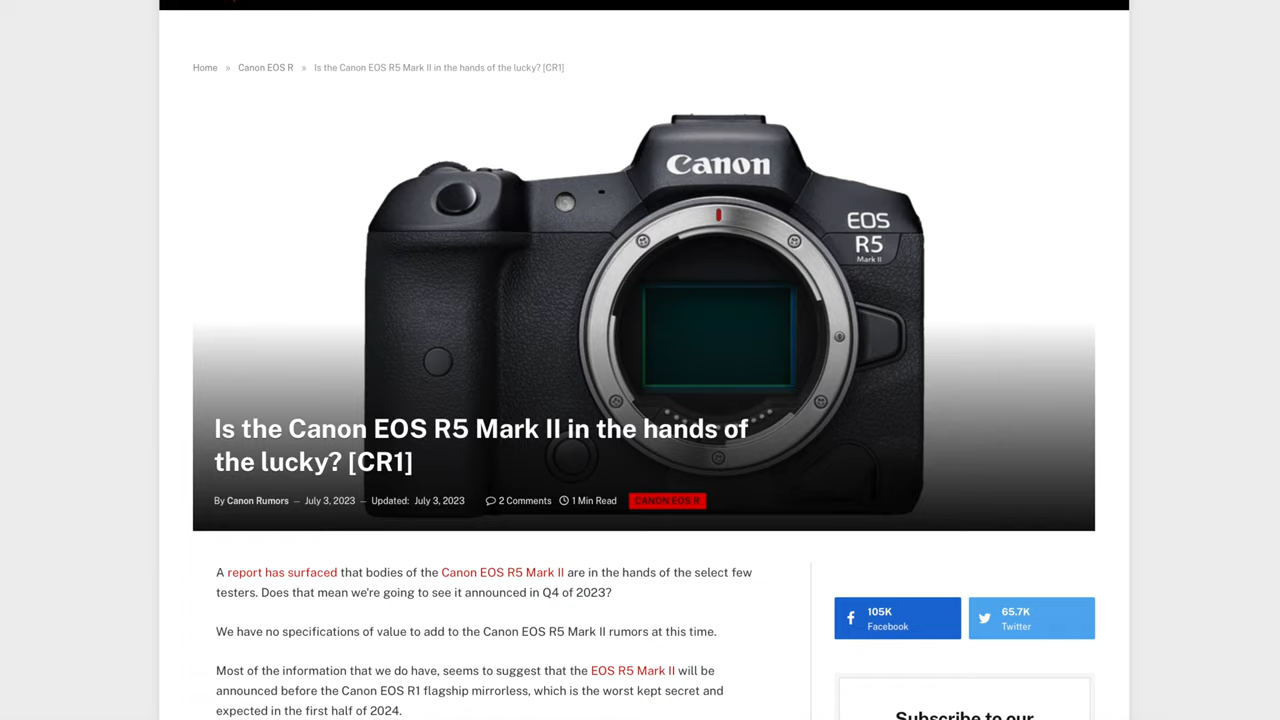 Home » Canon EOS R » Is the Canon EOS R5 Mark II in the hands of the lucky? [CR1]
Canon
EOS
R5
Mark II
Is the Canon EOS R5 Mark II in the hands of
the lucky? [CR1]
By Canon Rumors — July 3, 2023 — Updated: July 3, 2023 2 Comments 1 Min Read CANON EOS R
A report has surfaced that bodies of the Canon EOS R5 Mark II are in the hands of the select few
testers. Does that mean we're going to see it announced in Q4 of 2023?
We have no specifications of value to add to the Canon EOS R5 Mark II rumors at this time.
Most of the information that we do have, seems to suggest that the EOS R5 Mark II will be
announced before the Canon EOS R1 flagship mirrorless, which is the worst kept secret and
expected in the first half of 2024.
105K
Facebook
65.7K
Twitter
Subscribe to our